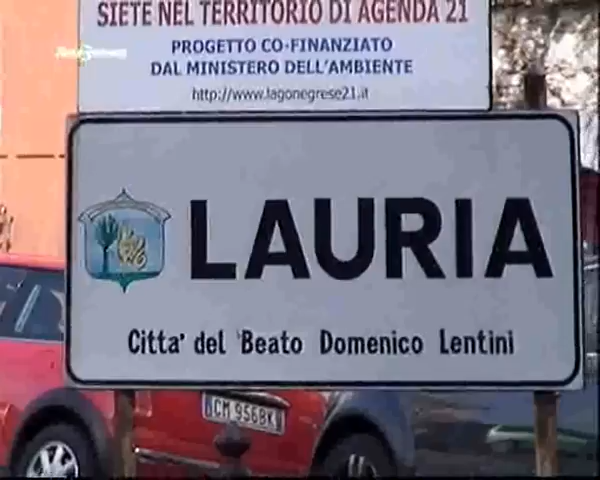 SIETE NEL TERRITORIO DI AGENDA 21
PROGETTO CO-FINANZIATO
DAL MINISTERO DELL'AMBIENTE
http://www.lagonegrese21.it
LAURIA
Citta' del Beato Domenico Lentini
CM 956BK